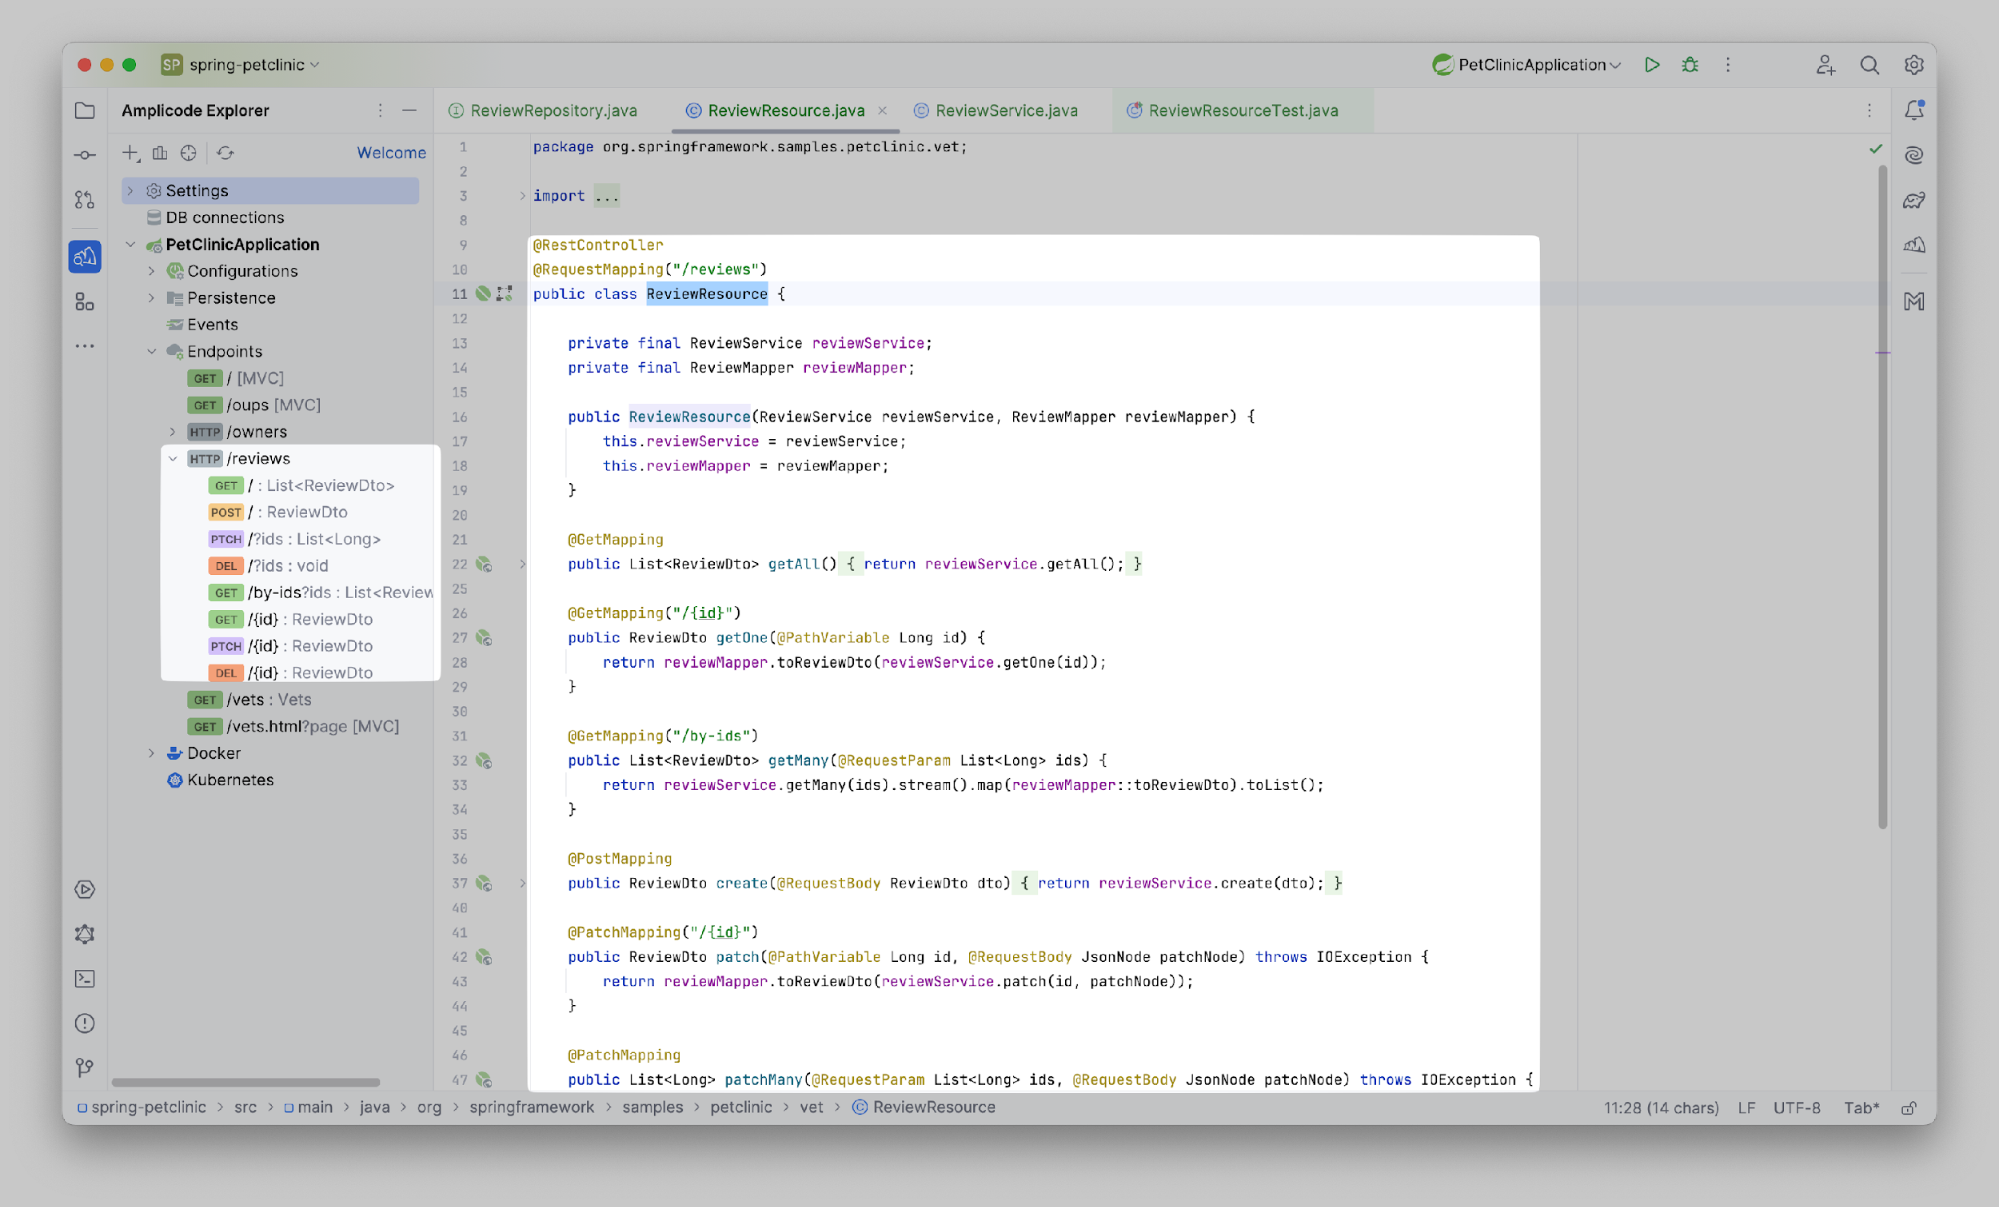 SP spring-petclinic
PetClinicApplication
Amplicode Explorer
ReviewRepository.java
ReviewResource.java
ReviewService.java
ReviewResourceTest.java
Welcome
Settings
DB connections
PetClinicApplication
Configurations
Persistence
Events
Endpoints
GET / [MVC]
GET /oups [MVC]
HTTP /owners
HTTP /reviews
GET / : List<ReviewDto>
POST / : ReviewDto
PTCH /?ids : List<Long>
DEL /?ids : void
GET /by-ids?ids : List<Review
GET /{id} : ReviewDto
PTCH /{id} : ReviewDto
DEL /{id} : ReviewDto
GET /vets : Vets
GET /vets.html?page [MVC]
Docker
Kubernetes
1 package org.springframework.samples.petclinic.vet;
2
3 import ...
8
9 @RestController
10 @RequestMapping("/reviews")
11 public class ReviewResource {
12
13 private final ReviewService reviewService;
14 private final ReviewMapper reviewMapper;
15
16 public ReviewResource(ReviewService reviewService, ReviewMapper reviewMapper) {
17 this.reviewService = reviewService;
18 this.reviewMapper = reviewMapper;
19 }
20
21 @GetMapping
22 public List<ReviewDto> getAll() { return reviewService.getAll(); }
25
26 @GetMapping("/{id}")
27 public ReviewDto getOne(@PathVariable Long id) {
28 return reviewMapper.toReviewDto(reviewService.getOne(id));
29 }
30
31 @GetMapping("/by-ids")
32 public List<ReviewDto> getMany(@RequestParam List<Long> ids) {
33 return reviewService.getMany(ids).stream().map(reviewMapper::toReviewDto).toList();
34 }
35
36 @PostMapping
37 public ReviewDto create(@RequestBody ReviewDto dto) { return reviewService.create(dto); }
40
41 @PatchMapping("/{id}")
42 public ReviewDto patch(@PathVariable Long id, @RequestBody JsonNode patchNode) throws IOException {
43 return reviewMapper.toReviewDto(reviewService.patch(id, patchNode));
44 }
45
46 @PatchMapping
47 public List<Long> patchMany(@RequestParam List<Long> ids, @RequestBody JsonNode patchNode) throws IOException {
spring-petclinic > src > main > java > org > springframework > samples > petclinic > vet > ReviewResource
11:28 (14 chars) LF UTF-8 Tab*